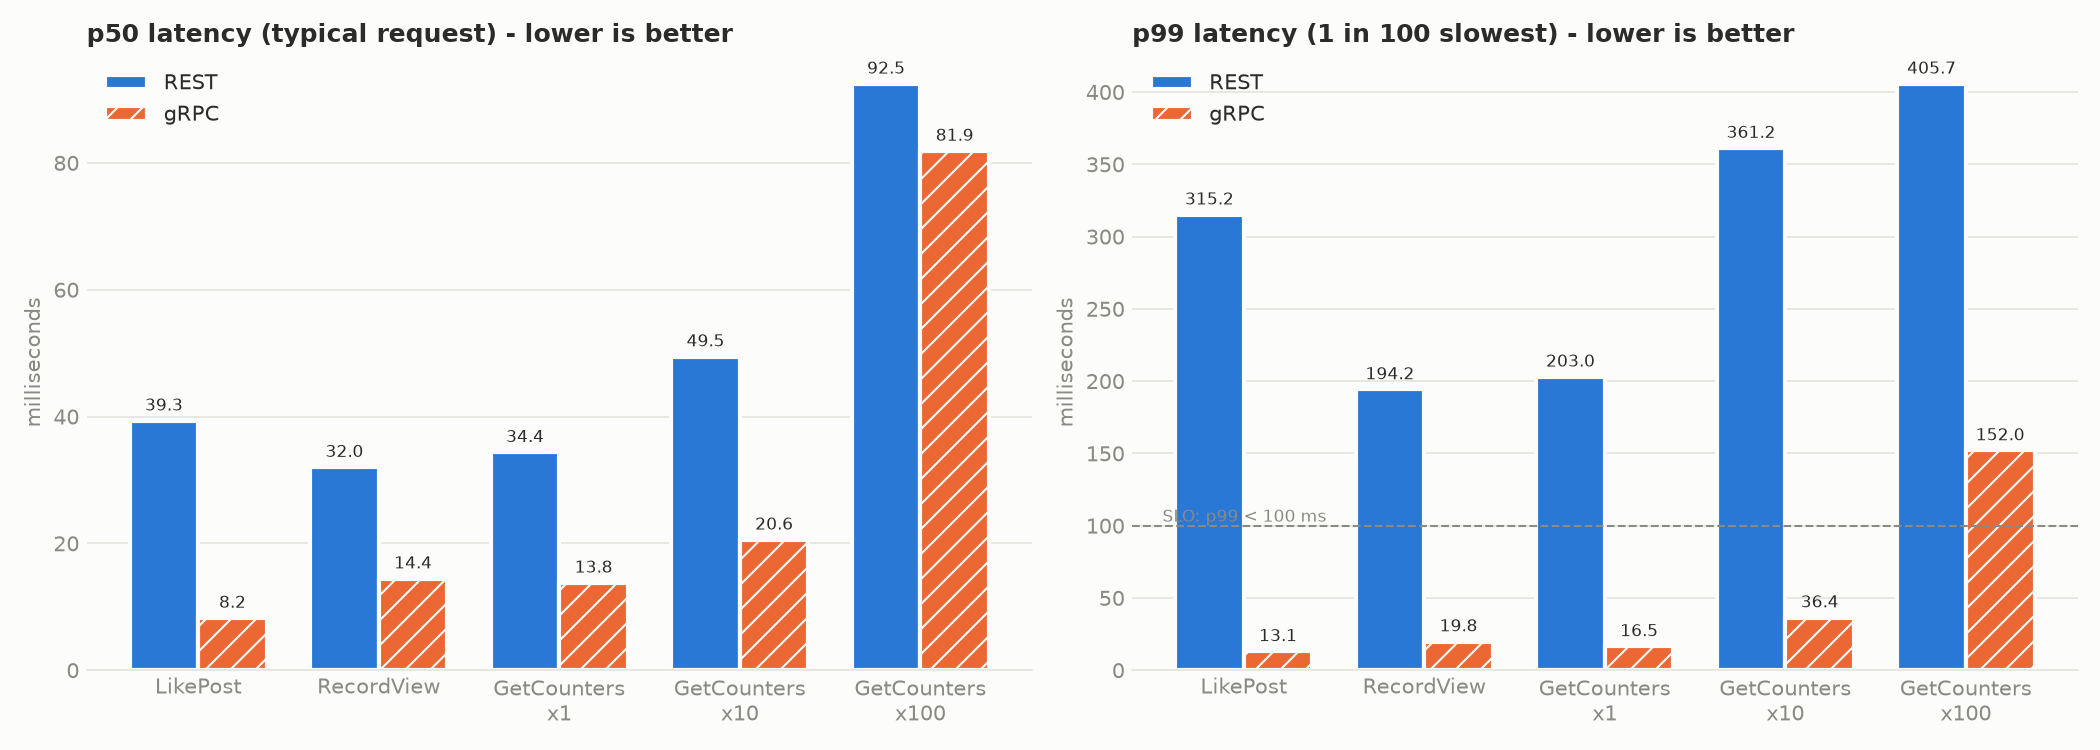 p50 latency (typical request) - lower is better
REST
gRPC
milliseconds
80
60
40
20
0
39.3
8.2
32.0
14.4
34.4
13.8
49.5
20.6
92.5
81.9
LikePost
RecordView
GetCounters
x1
GetCounters
x10
GetCounters
x100
p99 latency (1 in 100 slowest) - lower is better
REST
gRPC
milliseconds
400
350
300
250
200
150
100
50
0
SLO: p99 < 100 ms
315.2
13.1
194.2
19.8
203.0
16.5
361.2
36.4
405.7
152.0
LikePost
RecordView
GetCounters
x1
GetCounters
x10
GetCounters
x100